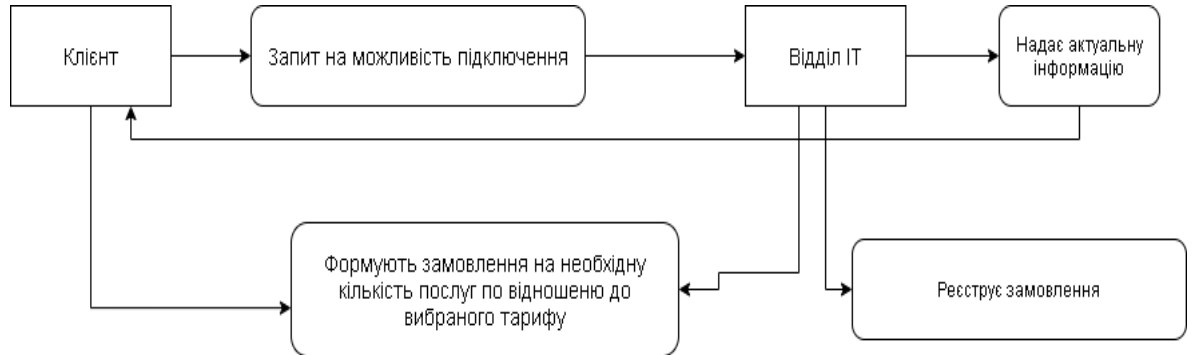 Клієнт
Запит на можливість підключення
Відділ ІТ
Надає актуальну
інформацію
Формують замовлення на необхідну
кількість послуг по відношеню до
вибраного тарифу
Реєструє замовлення